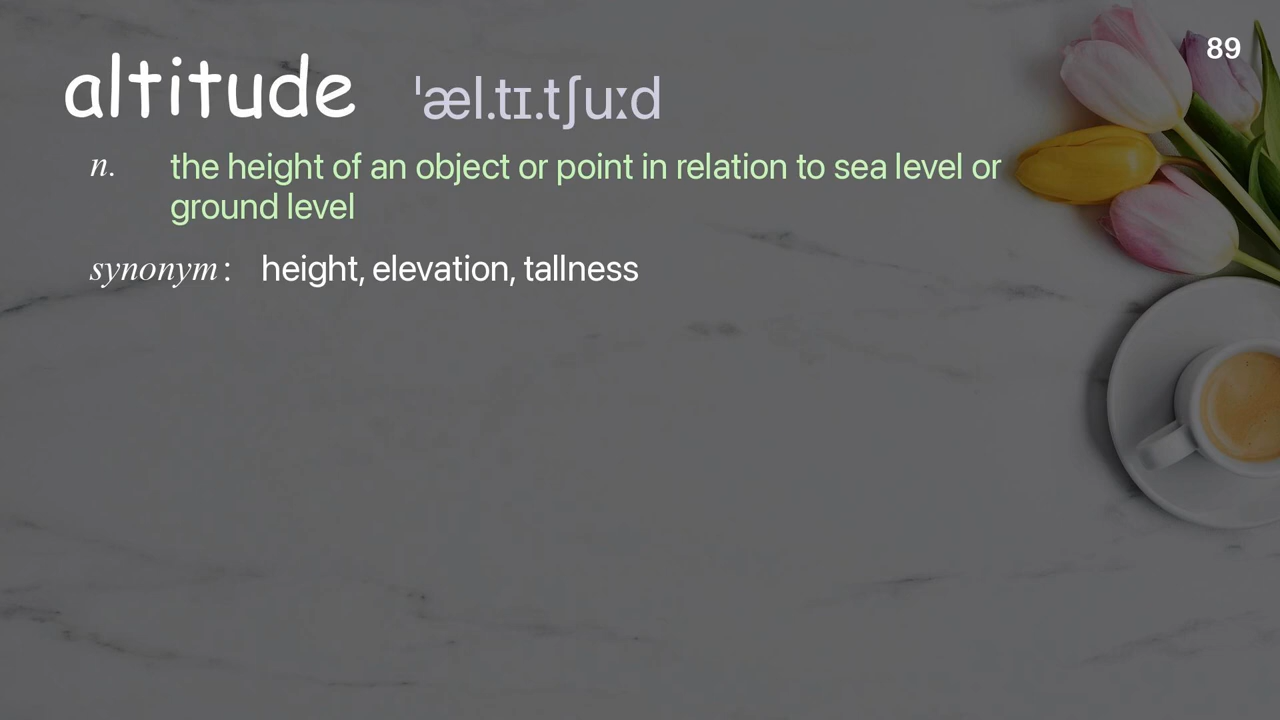 89
altitude ˈæl.tɪ.tʃuːd
n. the height of an object or point in relation to sea level or
ground level
synonym: height, elevation, tallness